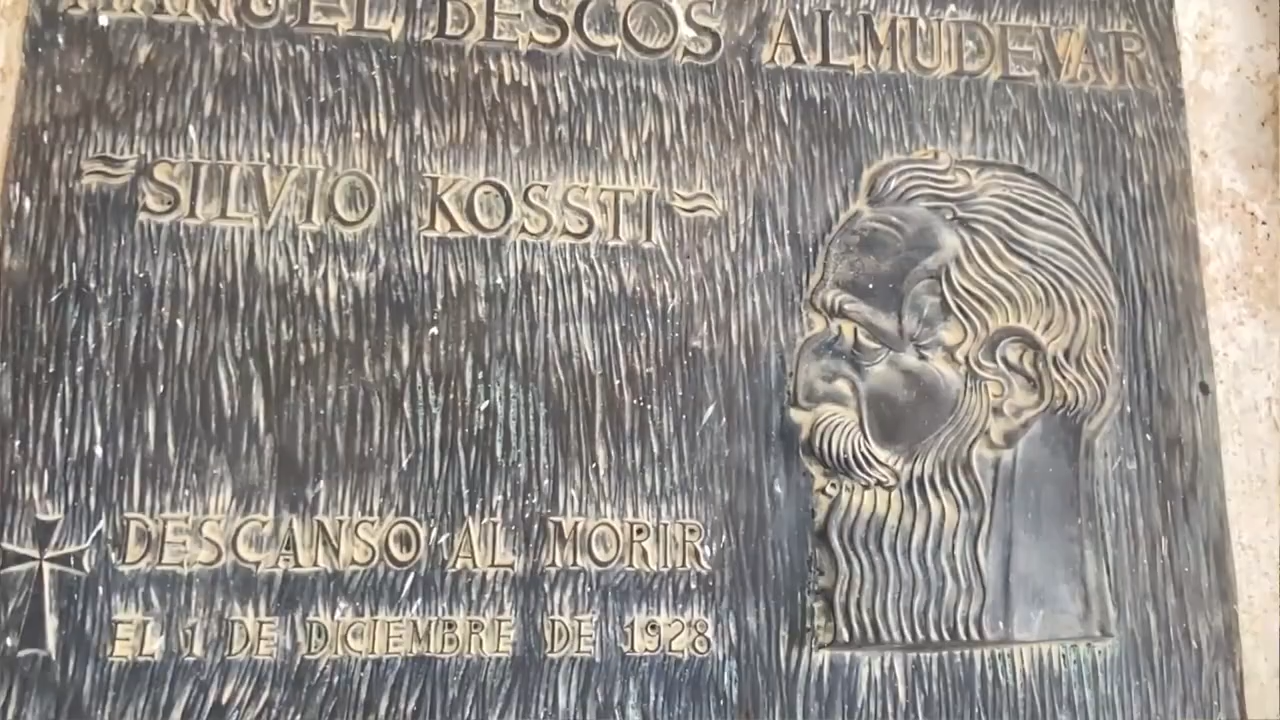 MANUEL BESCOS ALMUDEVAR
≈SILVIO KOSSTI≈
DESCANSO AL MORIR
EL 1 DE DICIEMBRE DE 1928